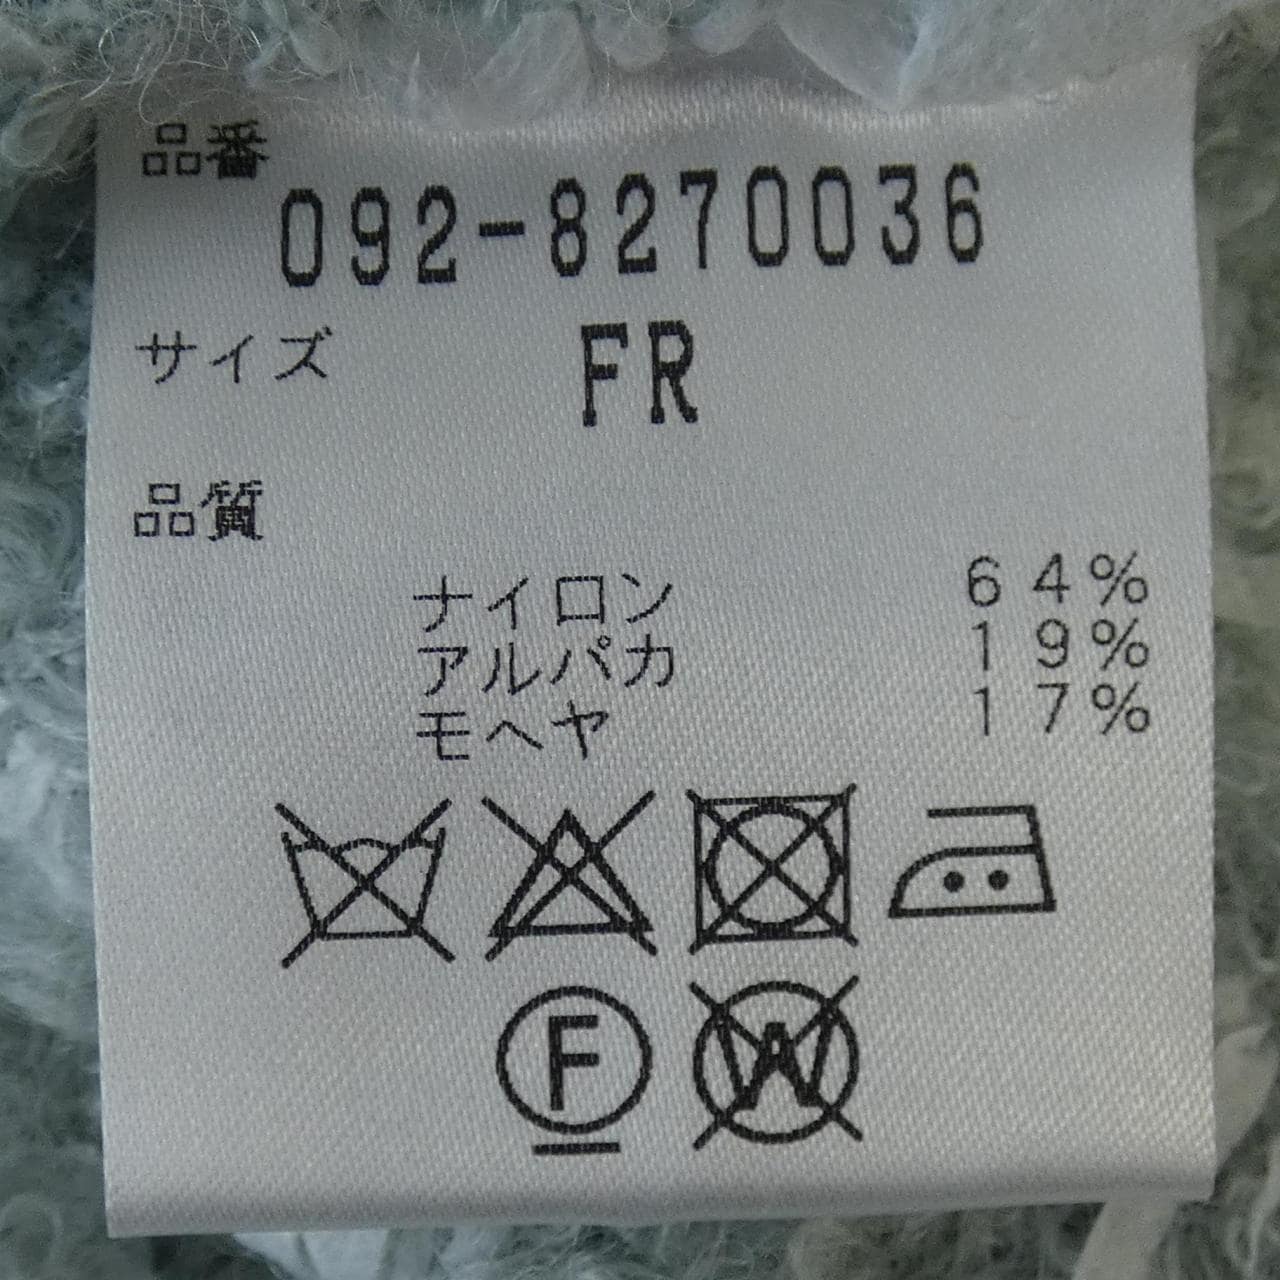 品番
092-8270036
サイズ FR
品質
ナイロン 64%
アルパカ 19%
モヘヤ 17%
F W